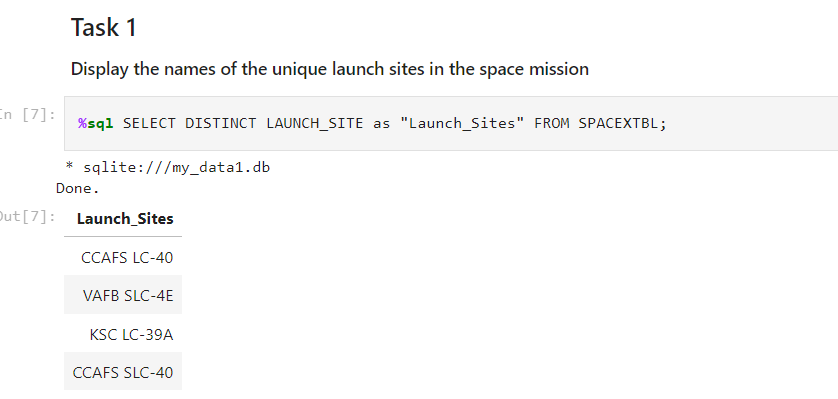 Task 1
Display the names of the unique launch sites in the space mission
In [7]: %sql SELECT DISTINCT LAUNCH_SITE as "Launch_Sites" FROM SPACEXTBL;
* sqlite:///my_data1.db
Done.
Out[7]: Launch_Sites
CCAFS LC-40
VAFB SLC-4E
KSC LC-39A
CCAFS SLC-40